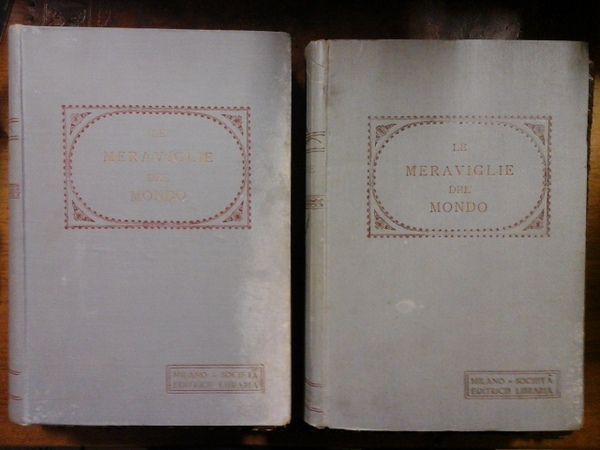 LE
MERAVIGLIE
DEL
MONDO
MILANO - SOCIETÀ
EDITRICE LIBRARIA
LE
MERAVIGLIE
DEL
MONDO
MILANO - SOCIETÀ
EDITRICE LIBRARIA